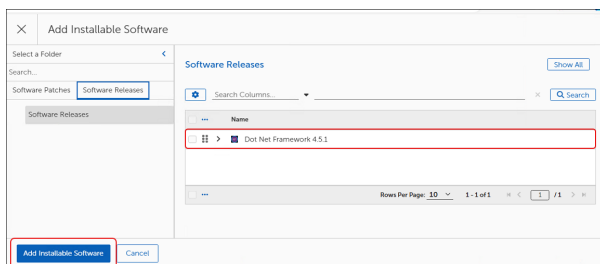 Add Installable Software
Select a Folder
Search...
Software Patches
Software Releases
Software Releases
Software Releases
Show All
Search Columns...
Search
Name
Dot Net Framework 4.5.1
Rows Per Page: 10
1 - 1 of 1
1 / 1
Add Installable Software
Cancel